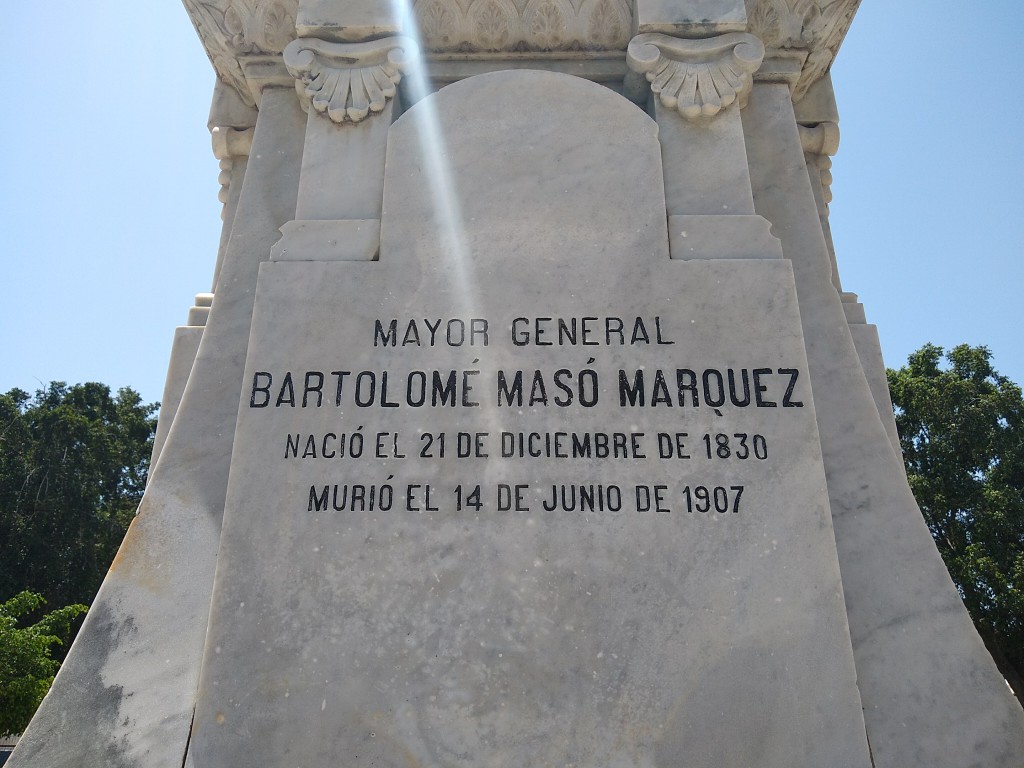 MAYOR GENERAL
BARTOLOMÉ MASÓ MARQUEZ
NACIÓ EL 21 DE DICIEMBRE DE 1830
MURIÓ EL 14 DE JUNIO DE 1907